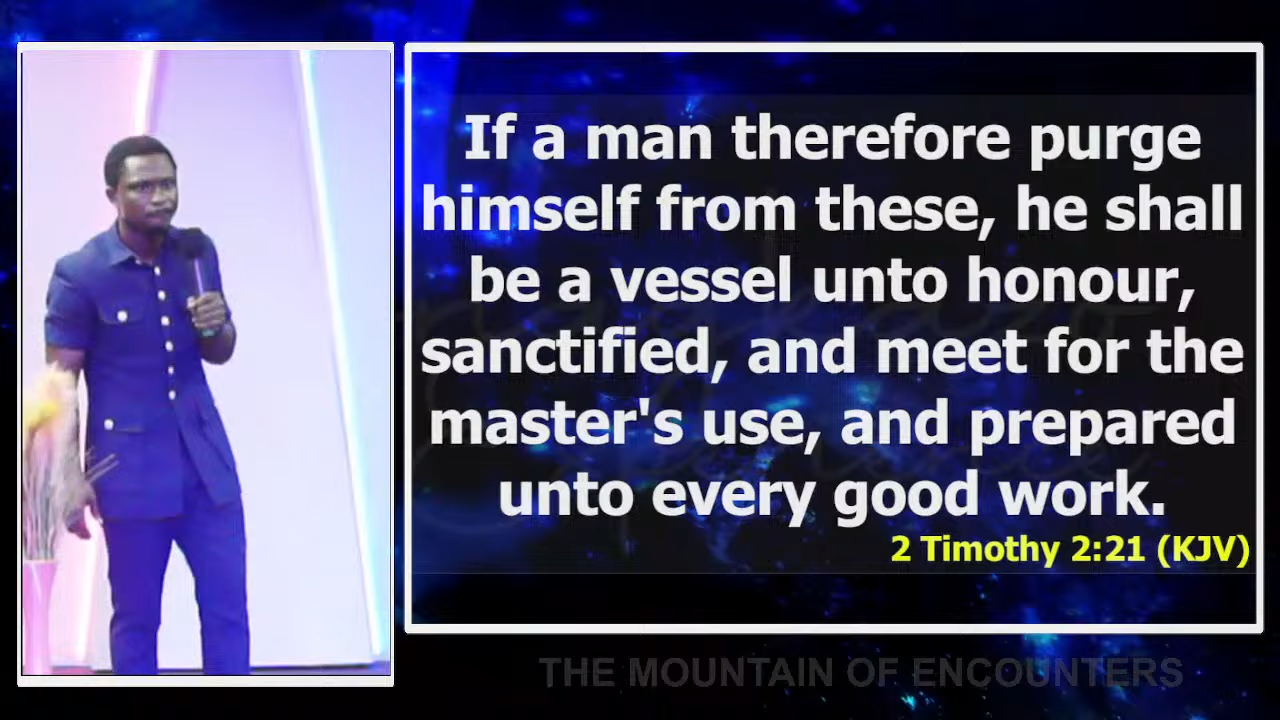 If a man therefore purge
himself from these, he shall
be a vessel unto honour,
sanctified, and meet for the
master's use, and prepared
unto every good work.
2 Timothy 2:21 (KJV)
THE MOUNTAIN OF ENCOUNTERS